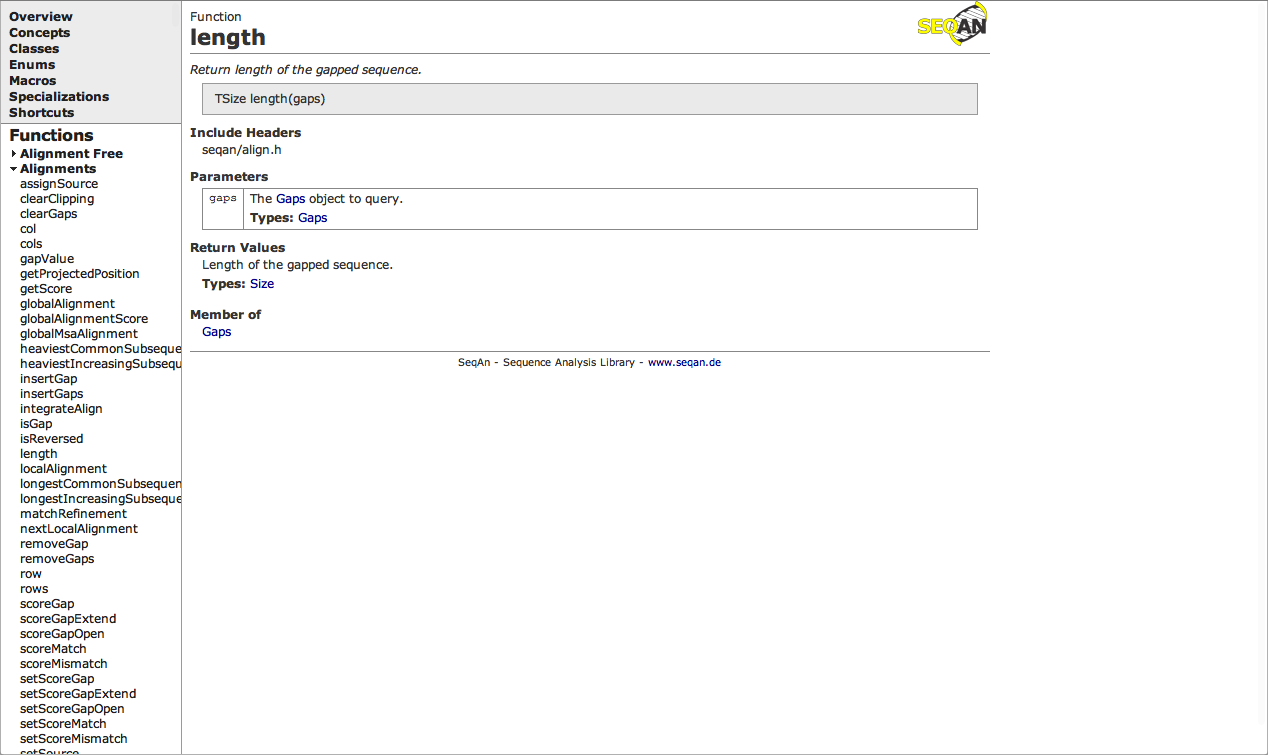 Overview
Concepts
Classes
Enums
Macros
Specializations
Shortcuts
Functions
Alignment Free
Alignments
assignSource
clearClipping
clearGaps
col
cols
gapValue
getProjectedPosition
getScore
globalAlignment
globalAlignmentScore
globalMsaAlignment
heaviestCommonSubseque
heaviestIncreasingSubsequ
insertGap
insertGaps
integrateAlign
isGap
isReversed
length
localAlignment
longestCommonSubsequen
longestIncreasingSubseque
matchRefinement
nextLocalAlignment
removeGap
removeGaps
row
rows
scoreGap
scoreGapExtend
scoreGapOpen
scoreMatch
scoreMismatch
setScoreGap
setScoreGapExtend
setScoreGapOpen
setScoreMatch
setScoreMismatch
setSource
Function
length
SEQAN
Return length of the gapped sequence.
TSize length(gaps)
Include Headers
seqan/align.h
Parameters
gaps The Gaps object to query.
Types: Gaps
Return Values
Length of the gapped sequence.
Types: Size
Member of
Gaps
SeqAn - Sequence Analysis Library - www.seqan.de